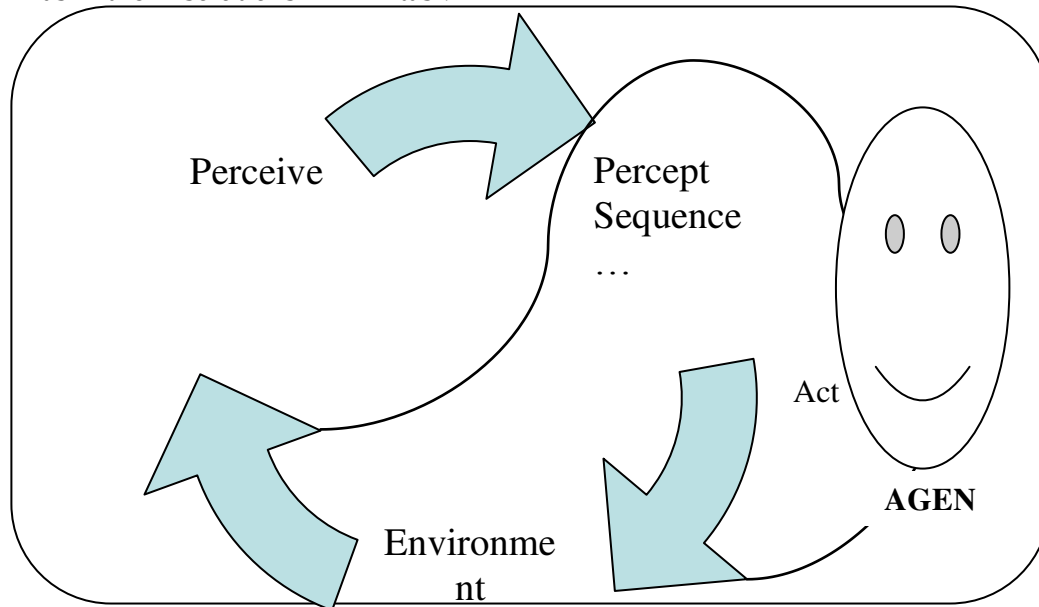 Perceive
Percept
Sequence
…
Act
AGEN
Environme
nt